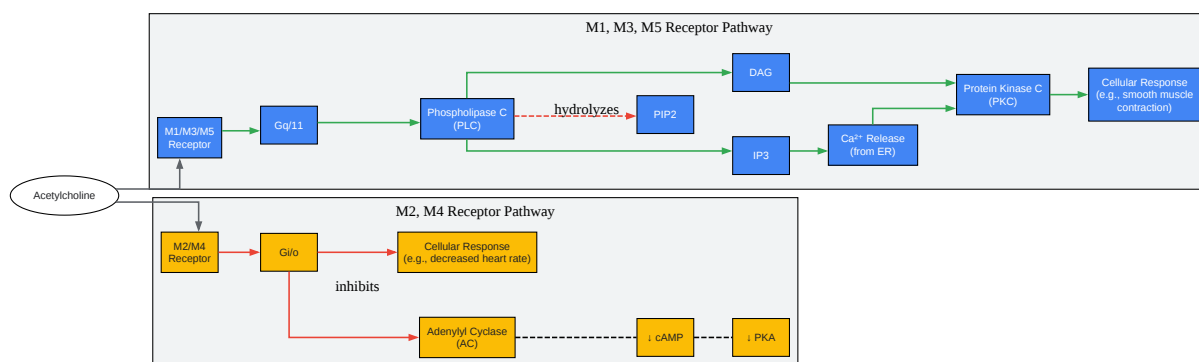 M1, M3, M5 Receptor Pathway
DAG
Protein Kinase C
(PKC)
Cellular Response
(e.g., smooth muscle
contraction)
Phospholipase C
(PLC)
hydrolyzes
PIP2
Gq/11
M1/M3/M5
Receptor
Ca²⁺ Release
(from ER)
IP3
Acetylcholine
M2, M4 Receptor Pathway
M2/M4
Receptor
Gi/o
Cellular Response
(e.g., decreased heart rate)
inhibits
Adenylyl Cyclase
(AC)
↓ cAMP
↓ PKA